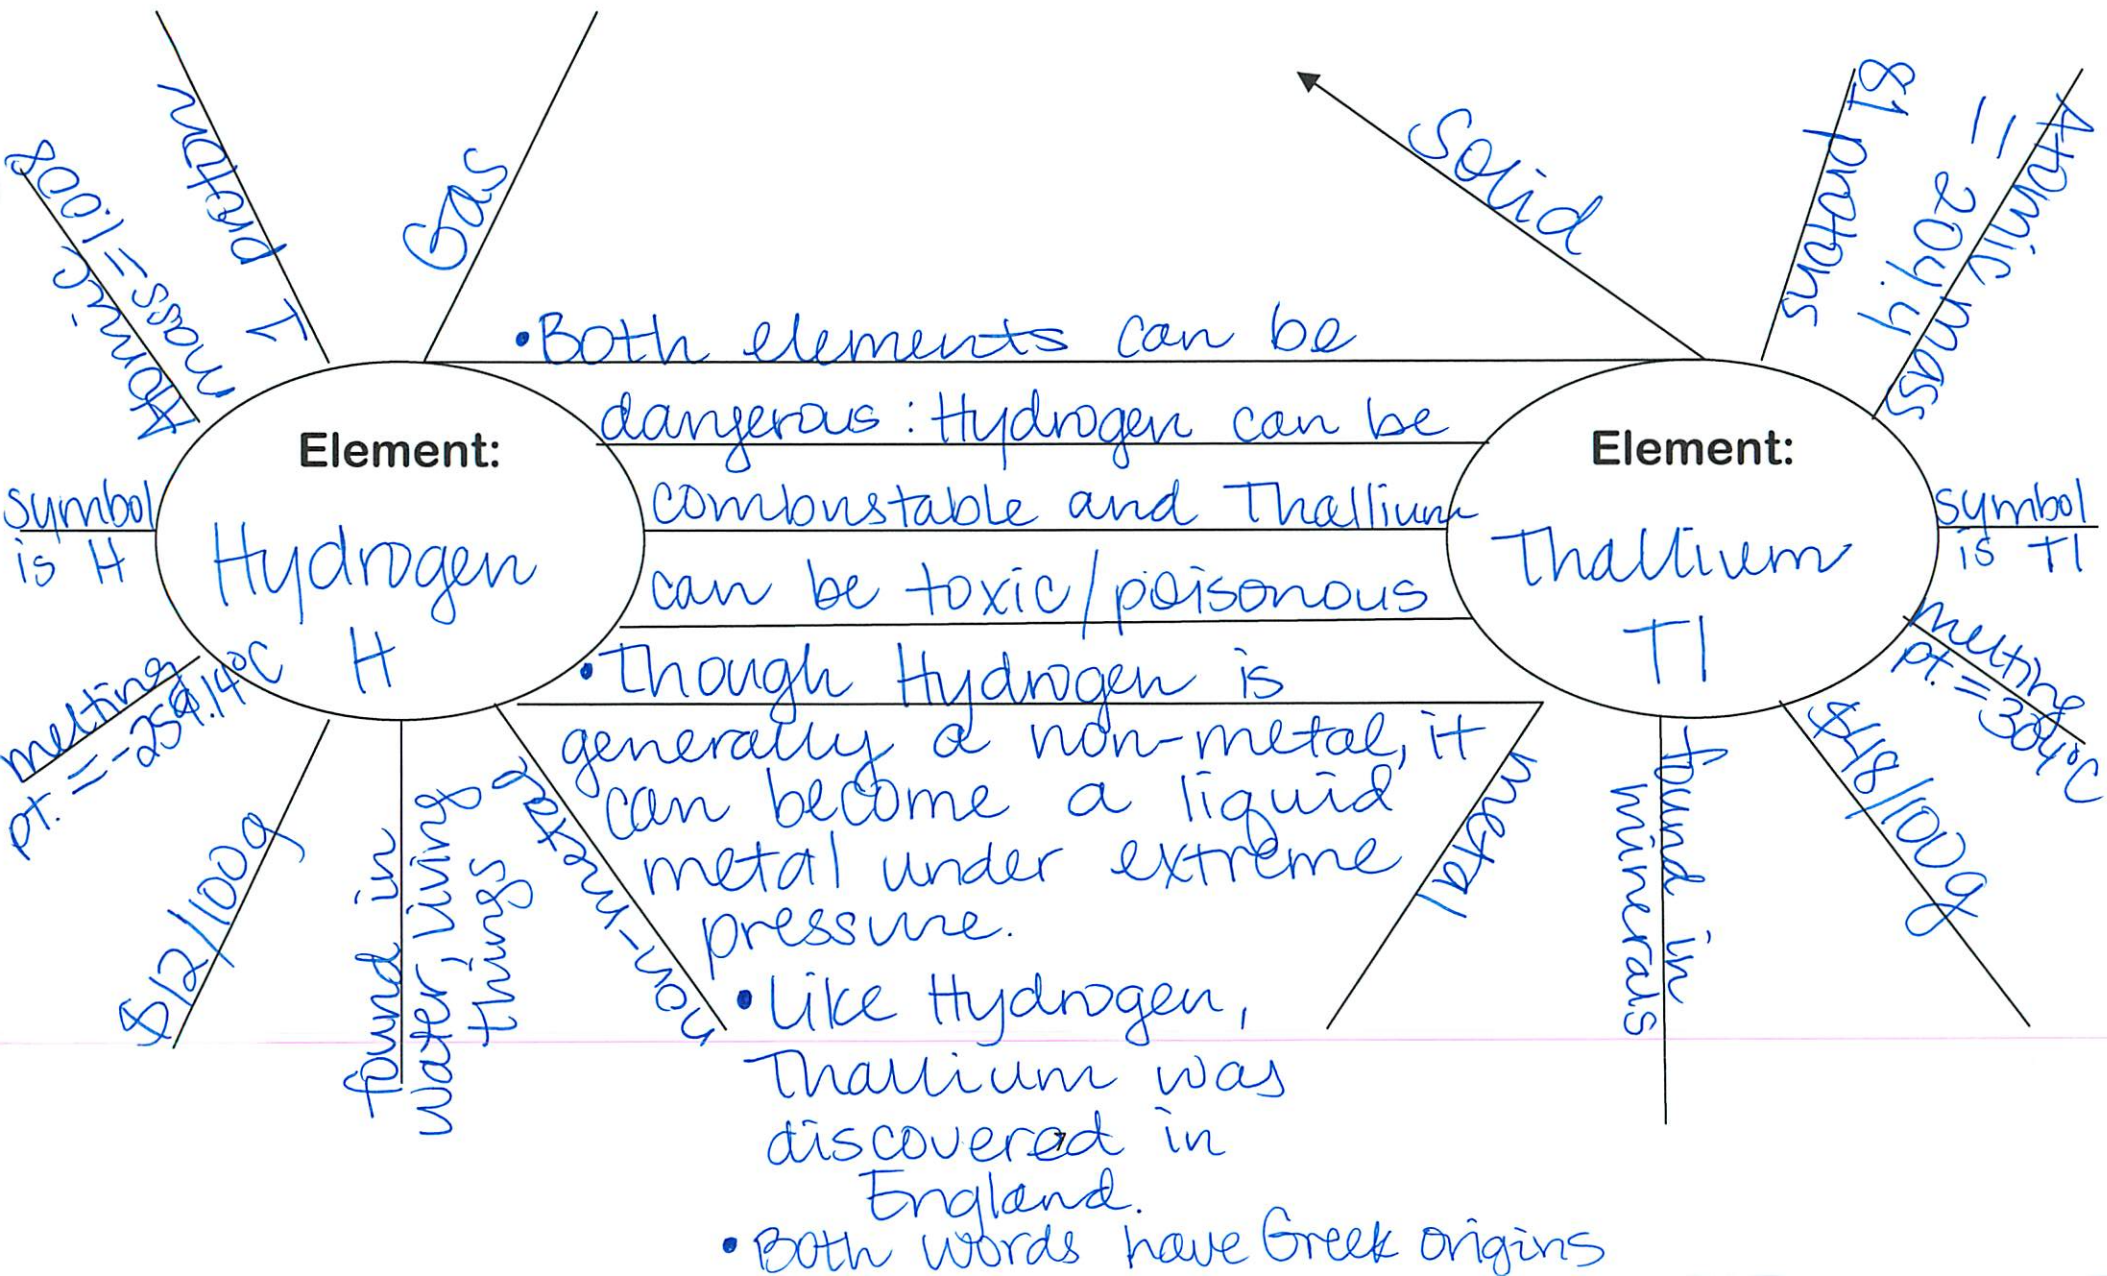 Gas
1 proton
Atomic
mass = 1.008
symbol
is H
melting
pt. = -259.14°C
$12/100g
found in
water, living
things
non-metal
Element:
Hydrogen
H
•Both elements can be
dangerous: Hydrogen can be
combustable and Thallium
can be toxic/poisonous
•Though Hydrogen is
generally a non-metal, it
can become a liquid
metal under extreme
pressure.
•Like Hydrogen,
Thallium was
discovered in
England.
•Both words have Greek origins
Element:
Thallium
Tl
Solid
81 protons
Atomic mass
= 204.4
symbol
is Tl
melting
pt. = 304°C
$48/100g
found in
minerals
metal